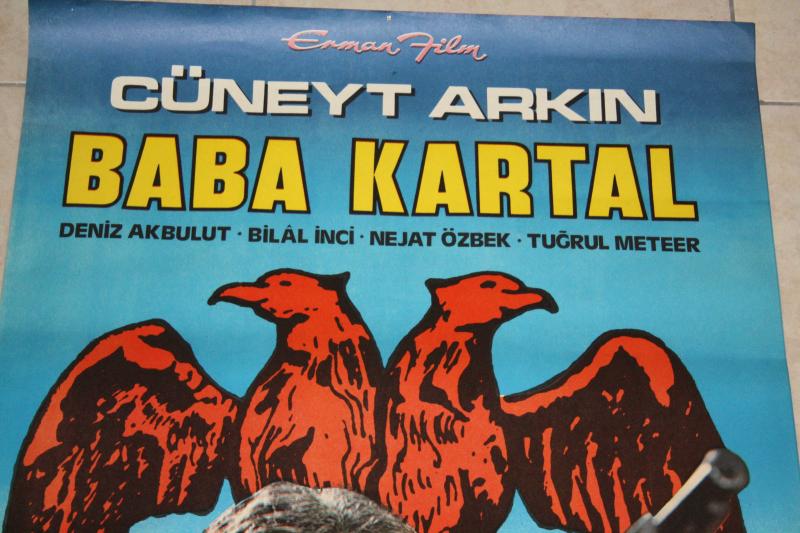 Erman Film
CÜNEYT ARKIN
BABA KARTAL
DENİZ AKBULUT · BİLÂL İNCİ · NEJAT ÖZBEK · TUĞRUL METEER